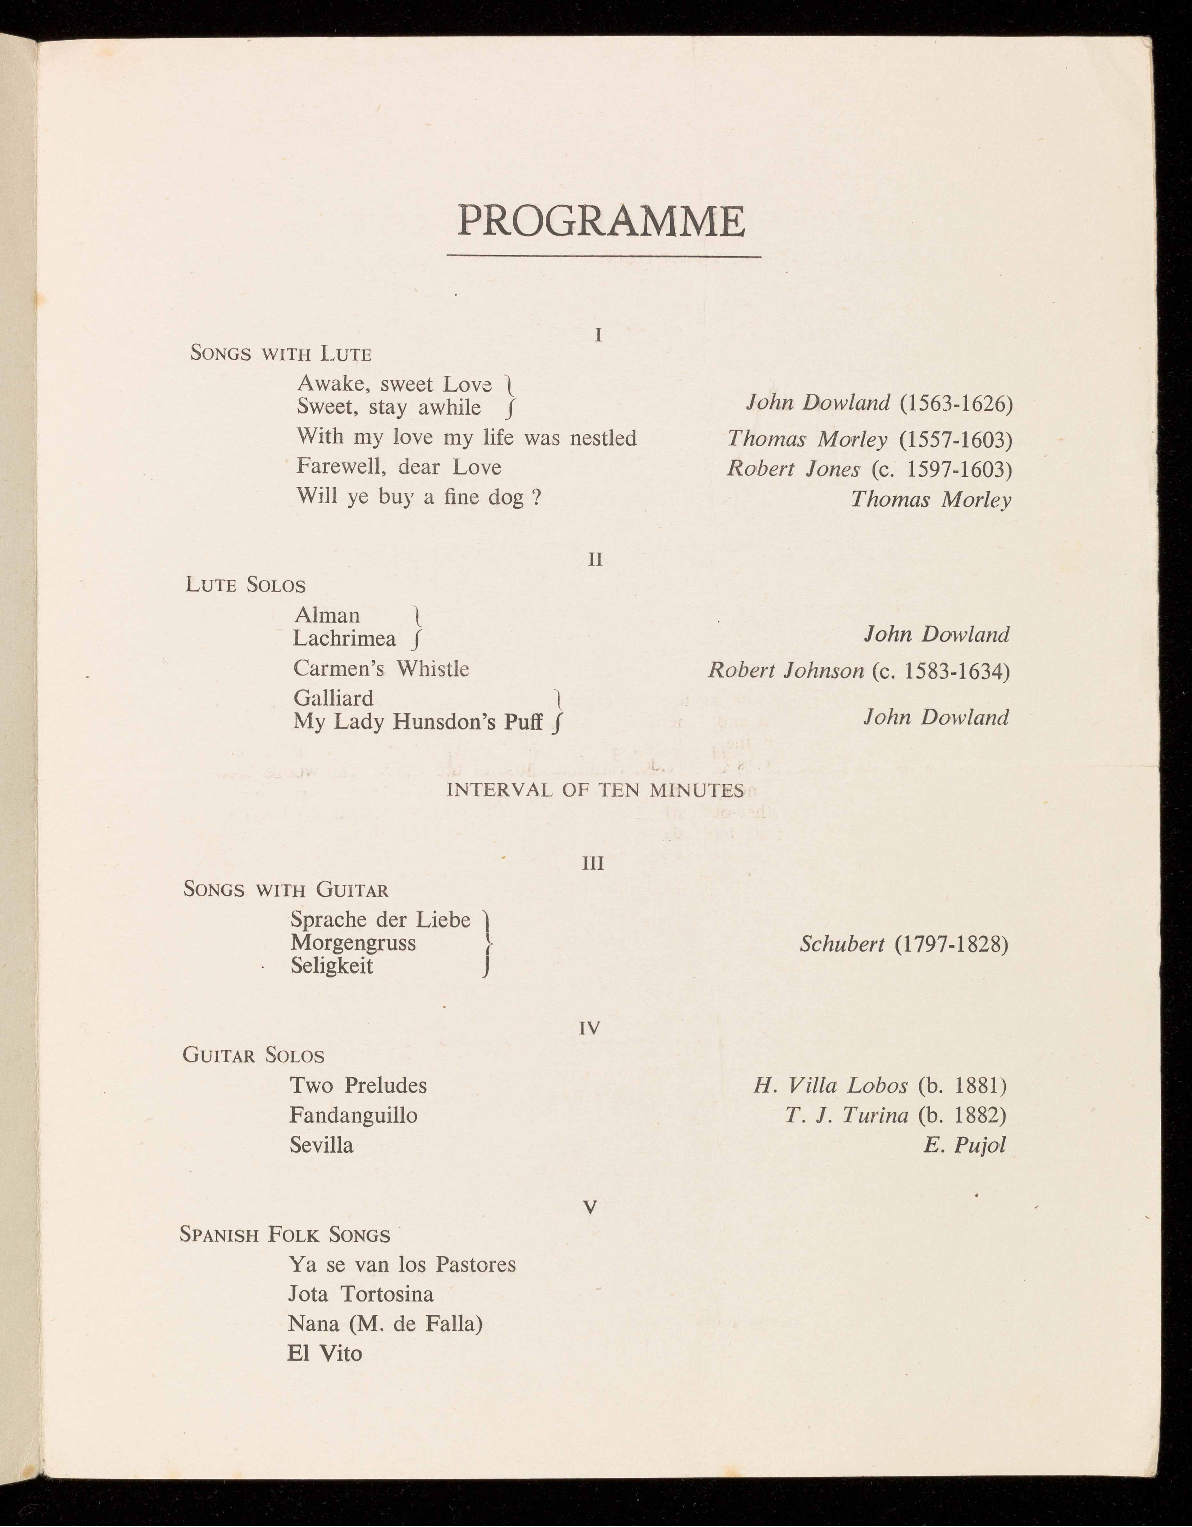 PROGRAMME
I
SONGS WITH LUTE
Awake, sweet Love }
Sweet, stay awhile } John Dowland (1563-1626)
With my love my life was nestled Thomas Morley (1557-1603)
Farewell, dear Love Robert Jones (c. 1597-1603)
Will ye buy a fine dog ? Thomas Morley
II
LUTE SOLOS
Alman }
Lachrimea } John Dowland
Carmen's Whistle Robert Johnson (c. 1583-1634)
Galliard }
My Lady Hunsdon's Puff } John Dowland
INTERVAL OF TEN MINUTES
III
SONGS WITH GUITAR
Sprache der Liebe }
Morgengruss } Schubert (1797-1828)
Seligkeit }
IV
GUITAR SOLOS
Two Preludes H. Villa Lobos (b. 1881)
Fandanguillo T. J. Turina (b. 1882)
Sevilla E. Pujol
V
SPANISH FOLK SONGS
Ya se van los Pastores
Jota Tortosina
Nana (M. de Falla)
El Vito